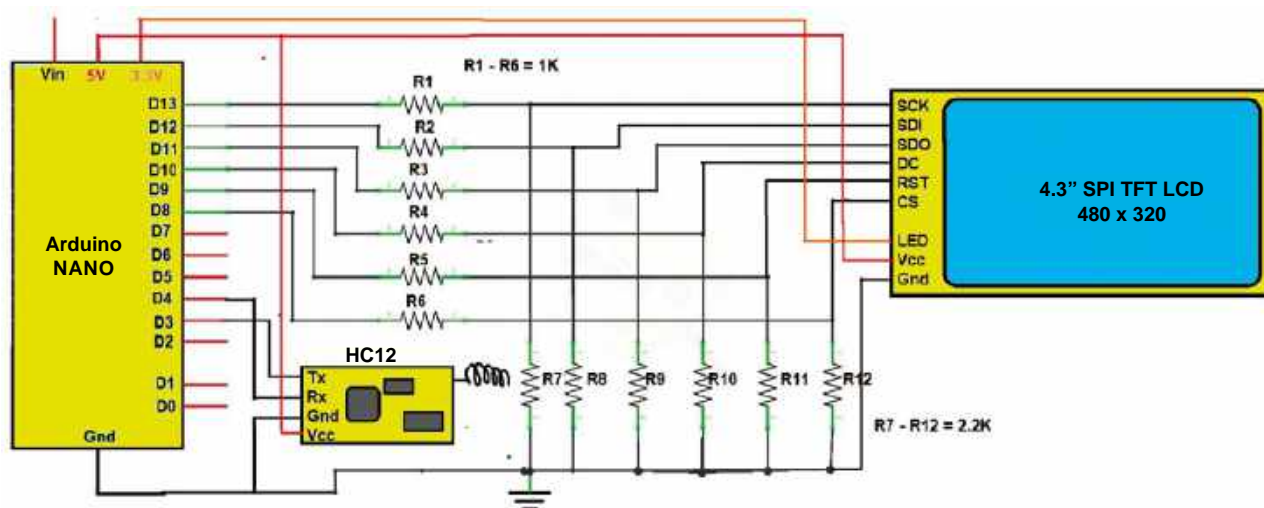 Vin 5V 3.3V
D13
D12
D11
D10
D9
D8
D7
D6
D5
D4
D3
D2
D1
D0
Arduino
NANO
Gnd
R1 - R6 = 1K
R1
R2
R3
R4
R5
R6
HC12
Tx
Rx
Gnd
Vcc
R7 R8 R9 R10 R11 R12
R7 - R12 = 2.2K
SCK
SDI
SDO
DC
RST
CS
LED
Vcc
Gnd
4.3” SPI TFT LCD
480 x 320